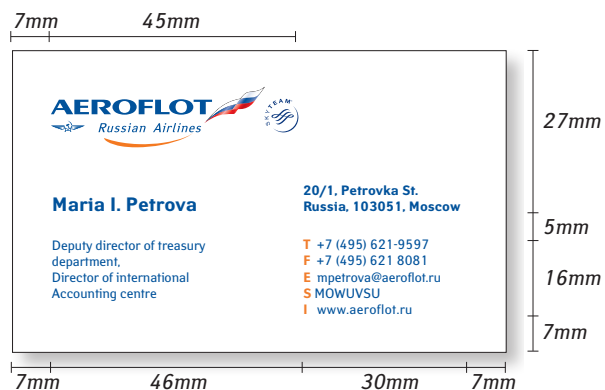 7mm 45mm
AEROFLOT
Russian Airlines
SKYTEAM
27mm
Maria I. Petrova
20/1, Petrovka St.
Russia, 103051, Moscow
5mm
Deputy director of treasury
department,
Director of international
Accounting centre
T +7 (495) 621-9597
F +7 (495) 621 8081
E mpetrova@aeroflot.ru
S MOWUVSU
I www.aeroflot.ru
16mm
7mm
7mm 46mm 30mm 7mm